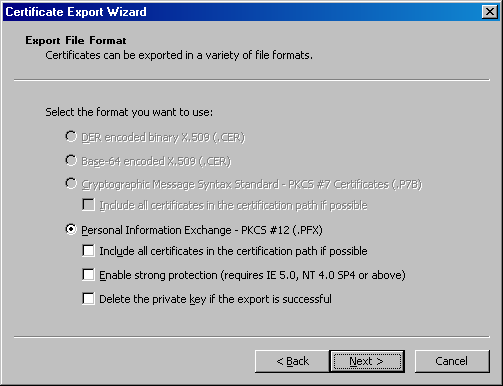 Certificate Export Wizard
Export File Format
Certificates can be exported in a variety of file formats.
Select the format you want to use:
DER encoded binary X.509 (.CER)
Base-64 encoded X.509 (.CER)
Cryptographic Message Syntax Standard - PKCS #7 Certificates (.P7B)
Include all certificates in the certification path if possible
Personal Information Exchange - PKCS #12 (.PFX)
Include all certificates in the certification path if possible
Enable strong protection (requires IE 5.0, NT 4.0 SP4 or above)
Delete the private key if the export is successful
< Back Next > Cancel